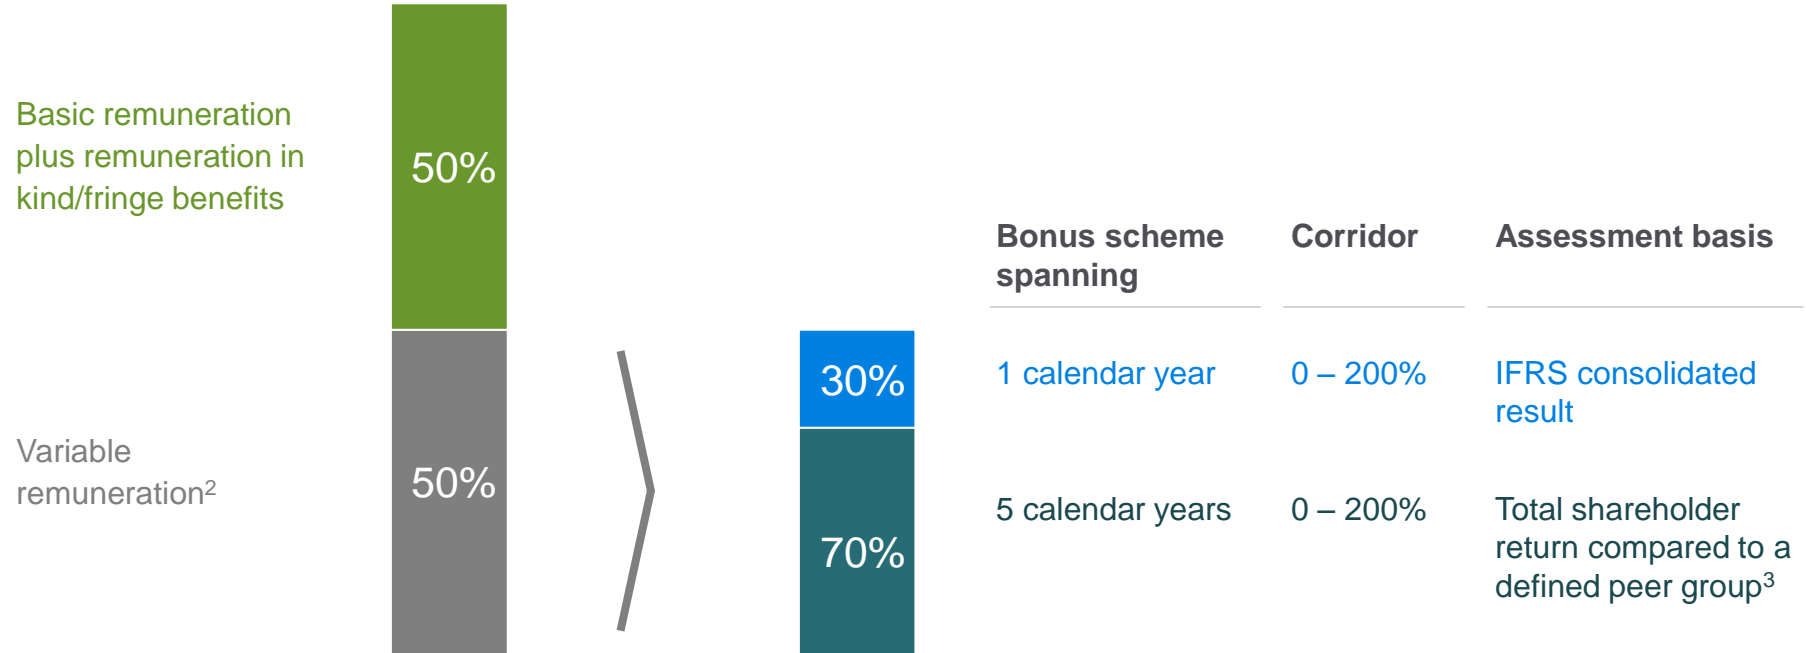 Basic remuneration
plus remuneration in
kind/fringe benefits
50%
Variable
remuneration²
50%
30%
70%
Bonus scheme
spanning
Corridor
Assessment basis
1 calendar year
0 – 200%
IFRS consolidated
result
5 calendar years
0 – 200%
Total shareholder
return compared to a
defined peer group³